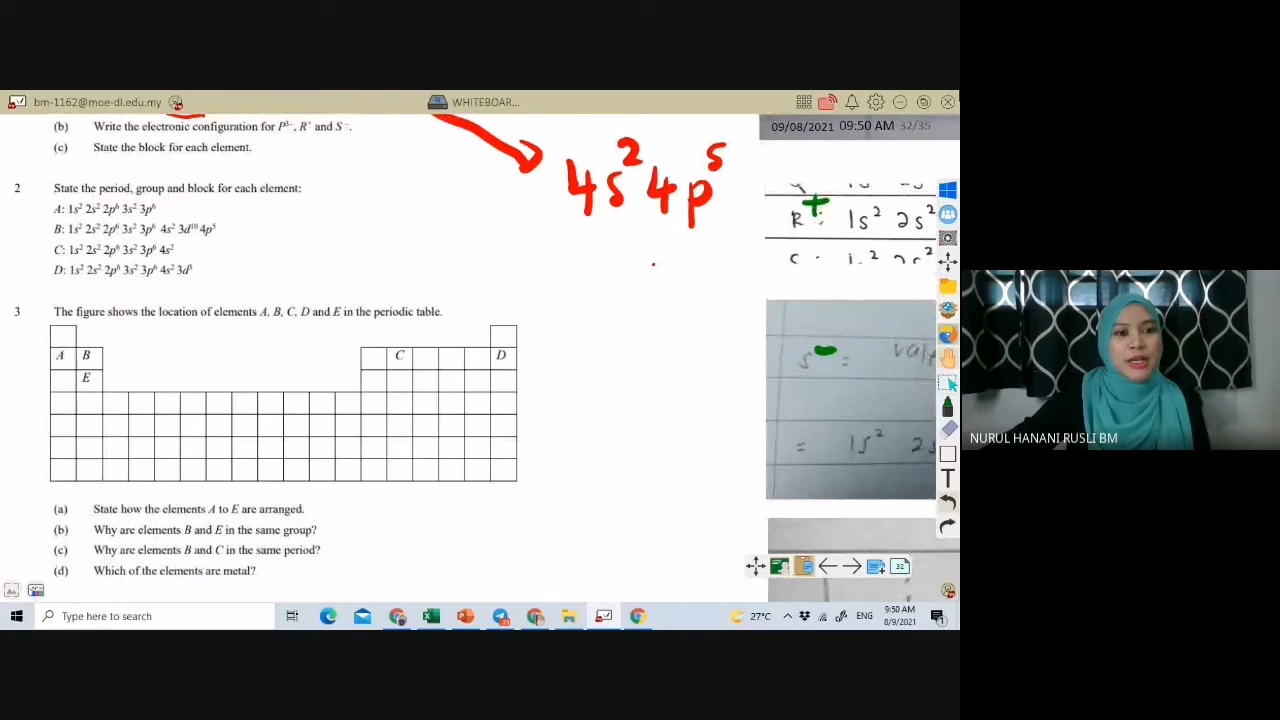 bm-1162@moe-dl.edu.my
WHITEBOAR...
09/08/2021 09:50 AM 32/35
(b) Write the electronic configuration for P³⁻, R⁺ and S⁻.
(c) State the block for each element.
4s² 4p⁵
2 State the period, group and block for each element:
A: 1s² 2s² 2p⁶ 3s² 3p⁶
B: 1s² 2s² 2p⁶ 3s² 3p⁶ 4s² 3d¹⁰ 4p⁵
C: 1s² 2s² 2p⁶ 3s² 3p⁶ 4s²
D: 1s² 2s² 2p⁶ 3s² 3p⁶ 4s² 3d³
R⁺: 1s² 2s²
3 The figure shows the location of elements A, B, C, D and E in the periodic table.
A B C D
E
S⁻ =
= 1s² 2s
(a) State how the elements A to E are arranged.
(b) Why are elements B and E in the same group?
(c) Why are elements B and C in the same period?
(d) Which of the elements are metal?
T
32
NURUL HANANI RUSLI BM
Type here to search
27°C ENG
9:50 AM
8/9/2021
1